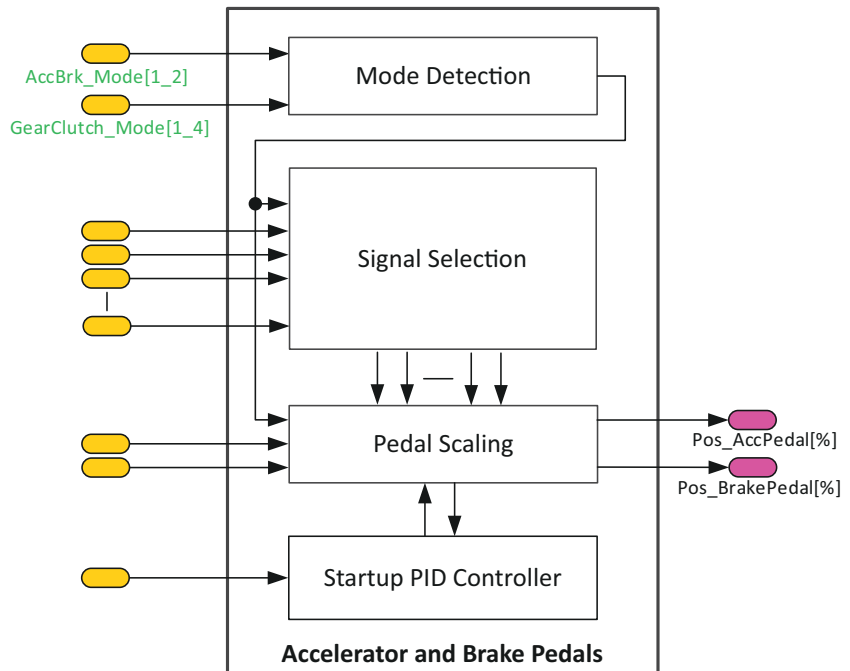 Mode Detection
AccBrk_Mode[1_2]
GearClutch_Mode[1_4]
Signal Selection
Pedal Scaling
Pos_AccPedal[%]
Pos_BrakePedal[%]
Startup PID Controller
Accelerator and Brake Pedals